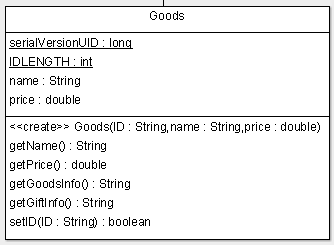 Goods
serialVersionUID : long
IDLENGTH : int
name : String
price : double
<<create>> Goods(ID : String,name : String,price : double)
getName() : String
getPrice() : double
getGoodsInfo() : String
getGiftInfo() : String
setID(ID : String) : boolean